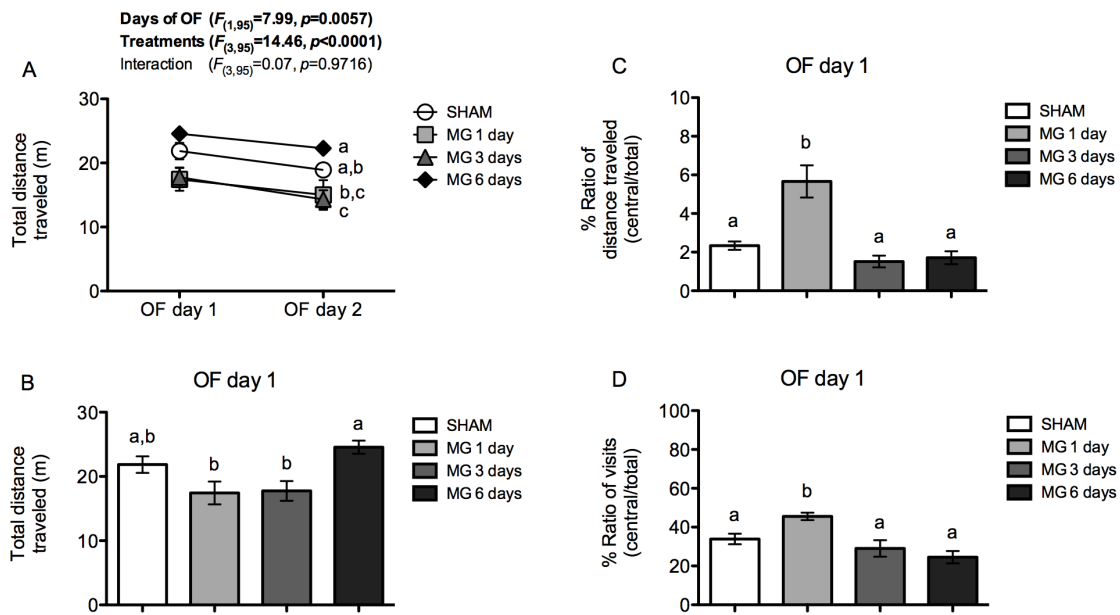 Days of OF (F(1,95)=7.99, p=0.0057)
Treatments (F(3,95)=14.46, p<0.0001)
Interaction (F(3,95)=0.07, p=0.9716)
A
Total distance
traveled (m)
30
20
10
0
OF day 1
OF day 2
a
a,b
b,c
c
SHAM
MG 1 day
MG 3 days
MG 6 days
C
OF day 1
% Ratio of
distance traveled
(central/total)
10
8
6
4
2
0
a
b
a
a
SHAM
MG 1 day
MG 3 days
MG 6 days
B
OF day 1
Total distance
traveled (m)
30
20
10
0
a,b
b
b
a
SHAM
MG 1 day
MG 3 days
MG 6 days
D
OF day 1
% Ratio of visits
(central/total)
100
80
60
40
20
0
a
b
a
a
SHAM
MG 1 day
MG 3 days
MG 6 days